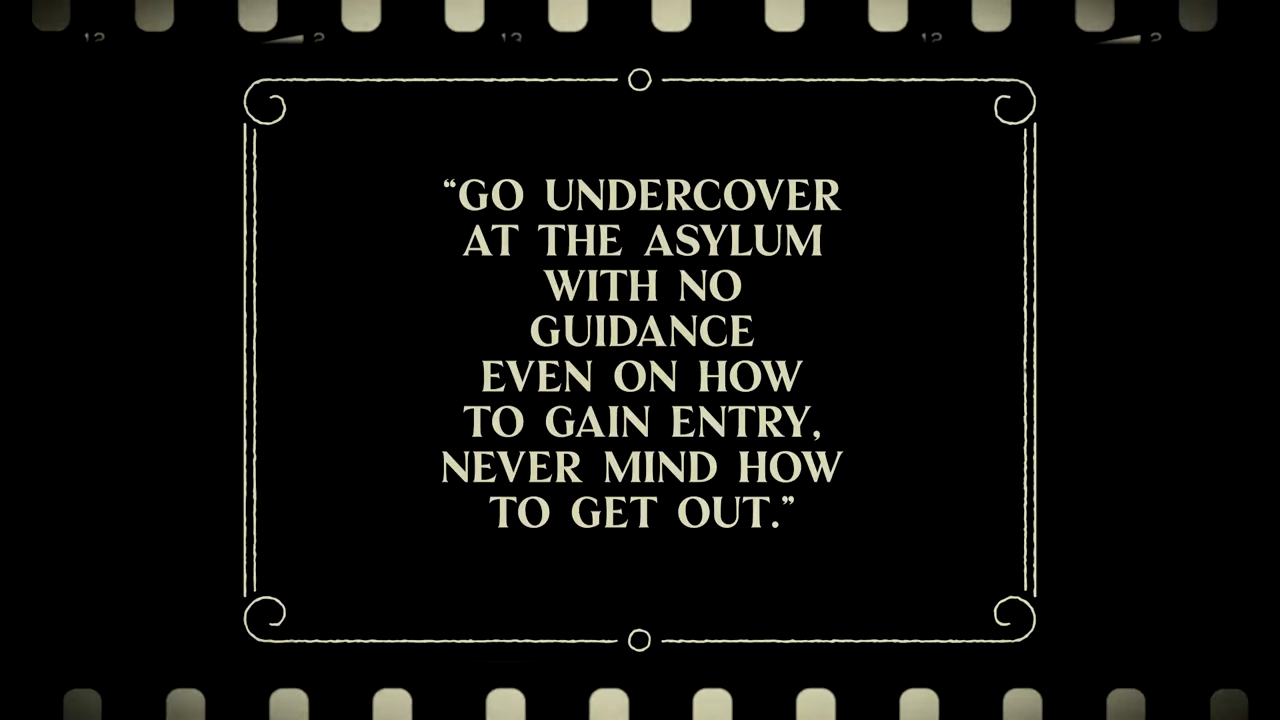 “GO UNDERCOVER
AT THE ASYLUM
WITH NO
GUIDANCE
EVEN ON HOW
TO GAIN ENTRY,
NEVER MIND HOW
TO GET OUT.”